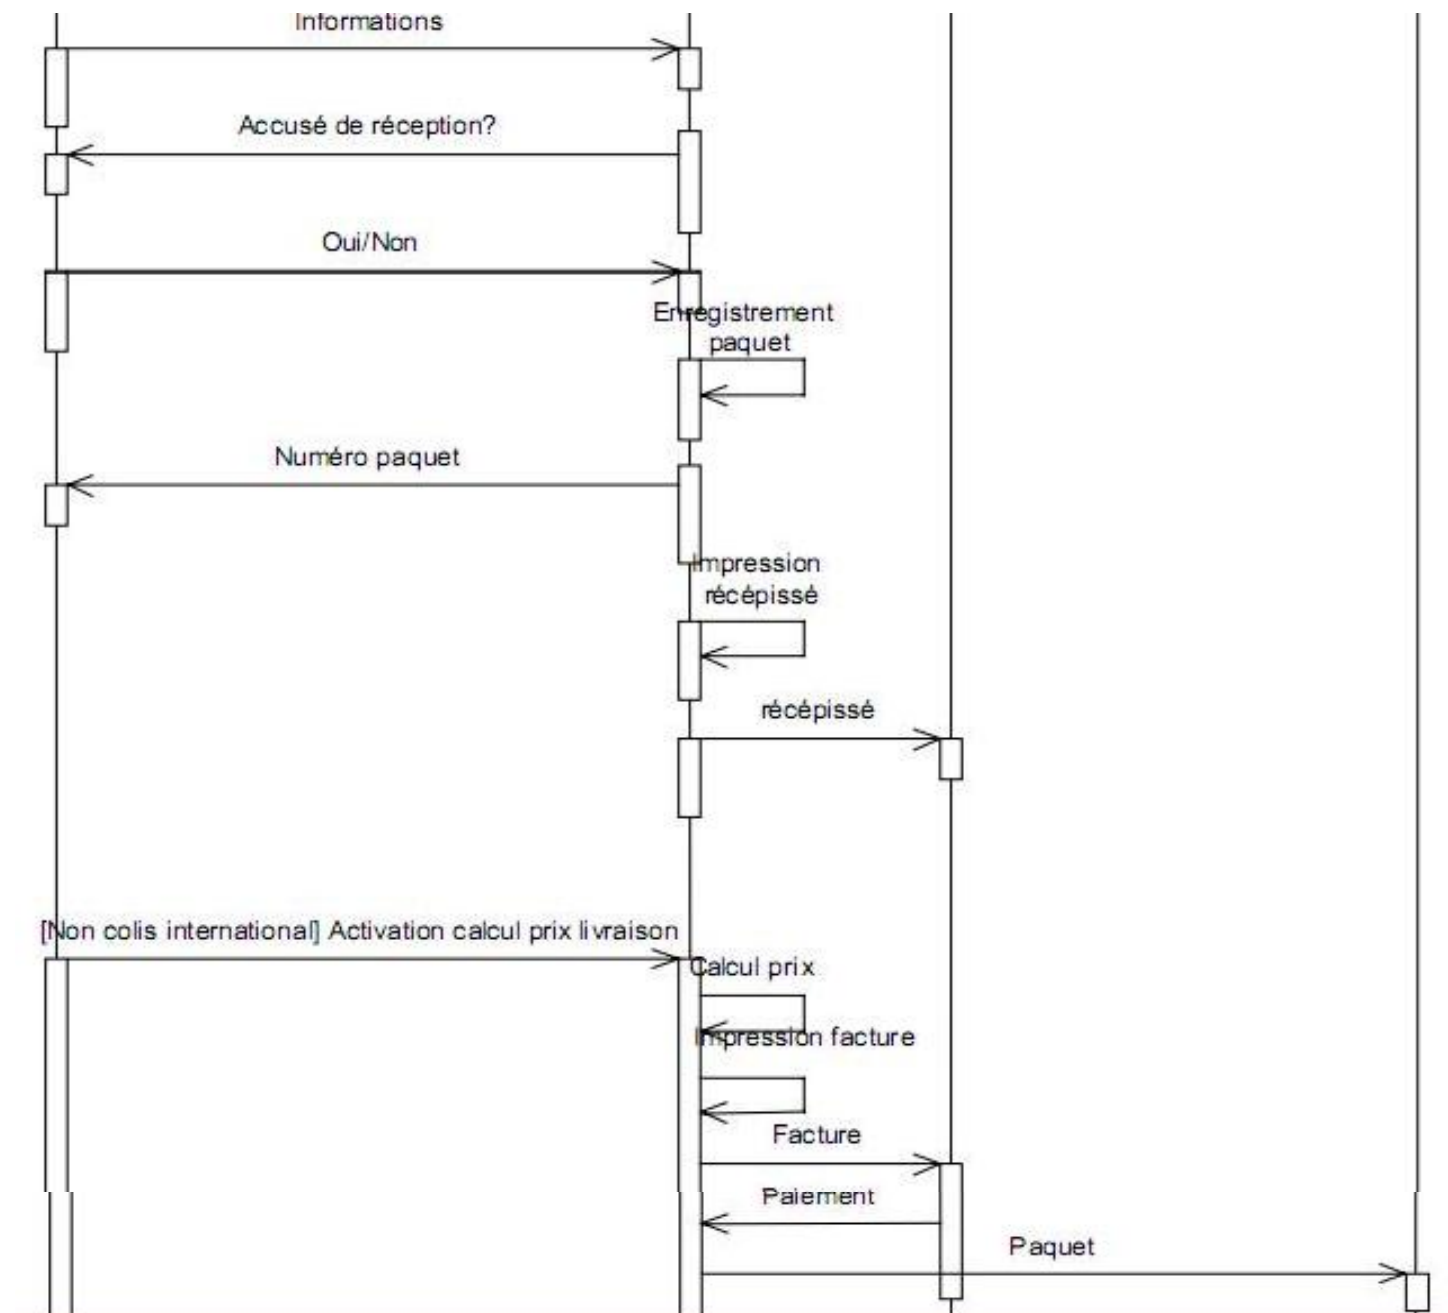 Informations
Accusé de réception?
Oui/Non
Enregistrement
paquet
Numéro paquet
Impression
récépissé
récépissé
[Non colis international] Activation calcul prix livraison
Calcul prix
Impression facture
Facture
Paiement
Paquet